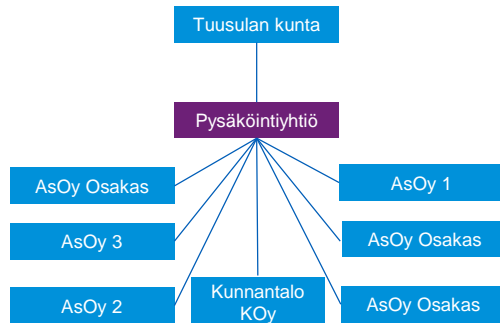 Tuusulan kunta
Pysäköintiyhtiö
AsOy Osakas
AsOy 1
AsOy 3
AsOy Osakas
AsOy 2
Kunnantalo
KOy
AsOy Osakas